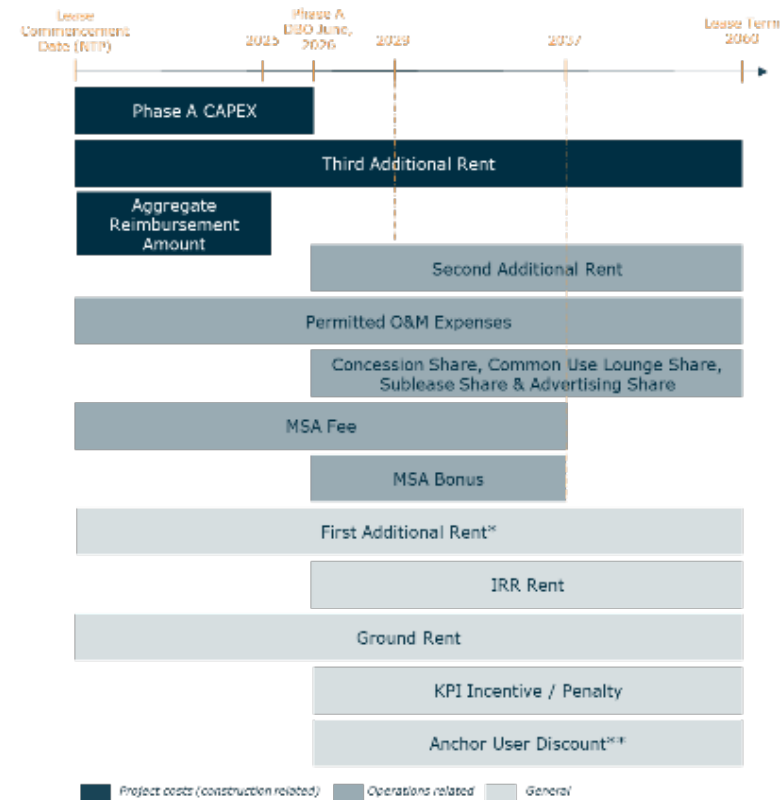 Lease
Commencement
Date (NTP)
2025
Phase A
DBO June,
2026
2029
2037
Lease Term
2060
Phase A CAPEX
Third Additional Rent
Aggregate
Reimbursement
Amount
Second Additional Rent
Permitted O&M Expenses
Concession Share, Common Use Lounge Share,
Sublease Share & Advertising Share
MSA Fee
MSA Bonus
First Additional Rent*
IRR Rent
Ground Rent
KPI Incentive / Penalty
Anchor User Discount**
Project costs (construction related)
Operations related
General